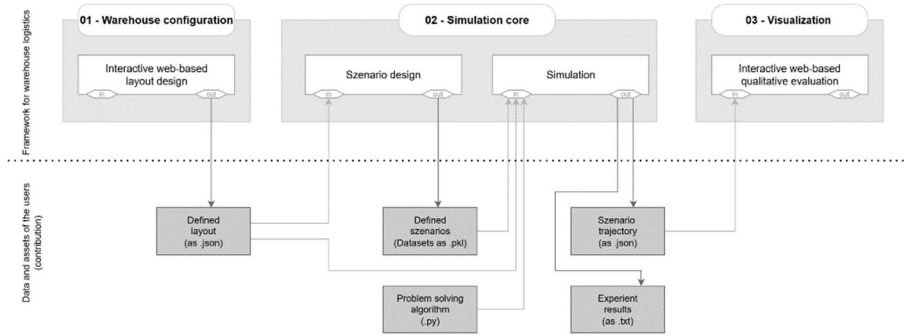 01 - Warehouse configuration
02 - Simulation core
03 - Visualization
Framework for warehouse logistics
Interactive web-based
layout design
in
out
Szenario design
in
out
Simulation
in
out
Interactive web-based
qualitative evaluation
in
out
Data and assets of the users
(contribution)
Defined
layout
(as .json)
Defined
szenarios
(Datasets as .pkl)
Szenario
trajectory
(as .json)
Problem solving
algorithm
(.py)
Experient
results
(as .txt)